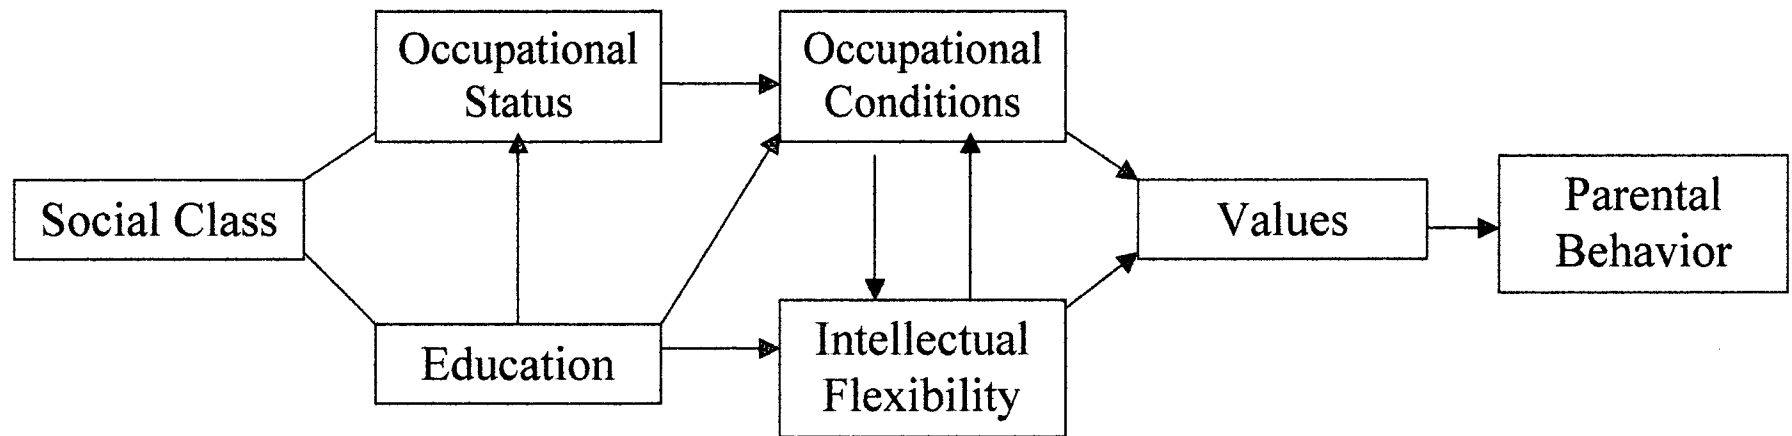 Occupational
Status
Occupational
Conditions
Social Class
Values
Parental
Behavior
Education
Intellectual
Flexibility